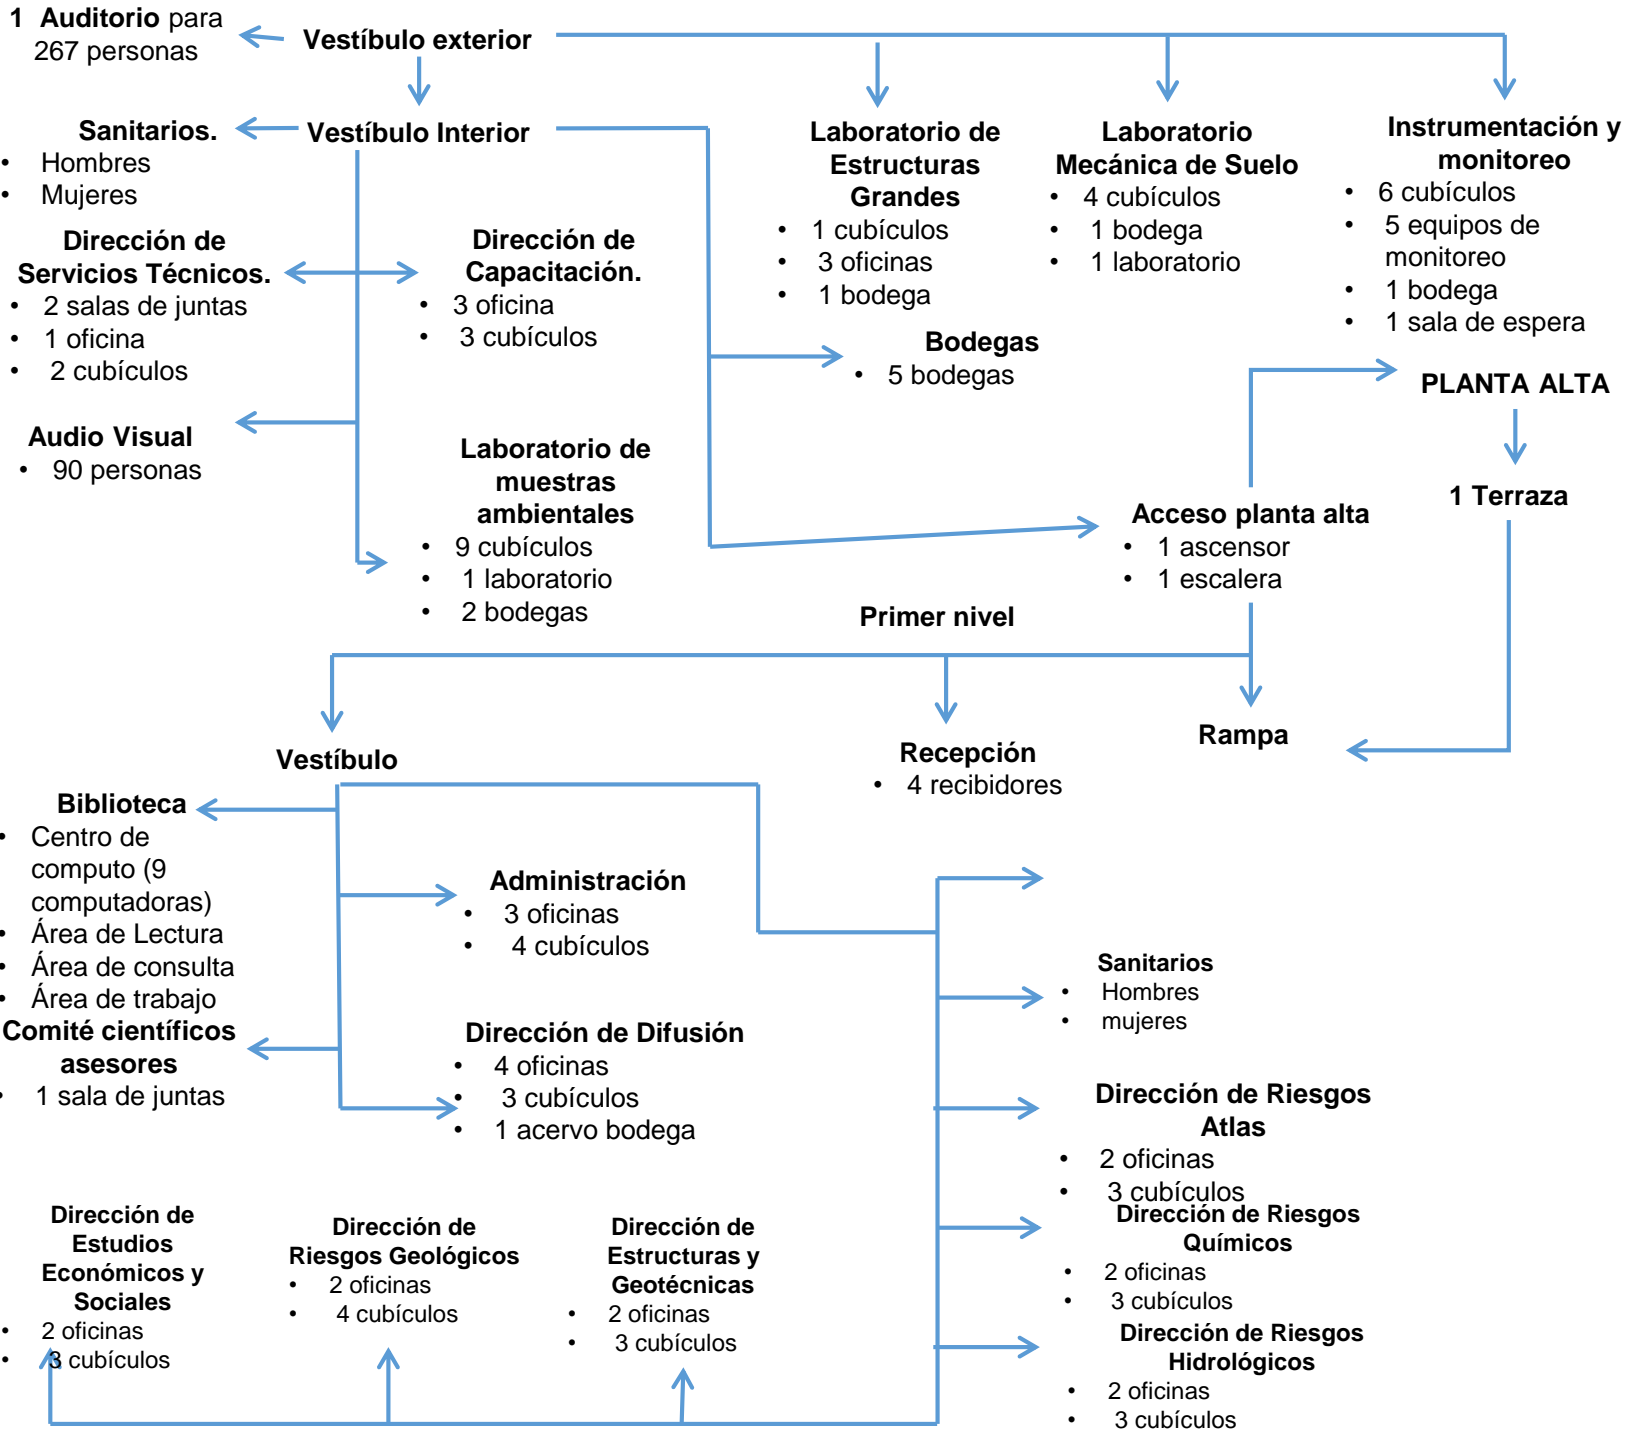 1 Auditorio para
267 personas
Vestíbulo exterior
Sanitarios.
• Hombres
• Mujeres
Vestíbulo Interior
Laboratorio de
Estructuras
Grandes
• 1 cubículos
• 3 oficinas
• 1 bodega
Laboratorio
Mecánica de Suelo
• 4 cubículos
• 1 bodega
• 1 laboratorio
Instrumentación y
monitoreo
• 6 cubículos
• 5 equipos de
monitoreo
• 1 bodega
• 1 sala de espera
Dirección de
Servicios Técnicos.
• 2 salas de juntas
• 1 oficina
• 2 cubículos
Dirección de
Capacitación.
• 3 oficina
• 3 cubículos
Bodegas
• 5 bodegas
PLANTA ALTA
Audio Visual
• 90 personas
Laboratorio de
muestras
ambientales
• 9 cubículos
• 1 laboratorio
• 2 bodegas
1 Terraza
Acceso planta alta
• 1 ascensor
• 1 escalera
Primer nivel
Vestíbulo
Recepción
• 4 recibidores
Rampa
Biblioteca
• Centro de
computo (9
computadoras)
• Área de Lectura
• Área de consulta
• Área de trabajo
Administración
• 3 oficinas
• 4 cubículos
Sanitarios
• Hombres
• mujeres
Comité científicos
asesores
• 1 sala de juntas
Dirección de Difusión
• 4 oficinas
• 3 cubículos
• 1 acervo bodega
Dirección de Riesgos
Atlas
• 2 oficinas
• 3 cubículos
Dirección de Riesgos
Químicos
• 2 oficinas
• 3 cubículos
Dirección de Riesgos
Hidrológicos
• 2 oficinas
• 3 cubículos
Dirección de
Estudios
Económicos y
Sociales
• 2 oficinas
• 3 cubículos
Dirección de
Riesgos Geológicos
• 2 oficinas
• 4 cubículos
Dirección de
Estructuras y
Geotécnicas
• 2 oficinas
• 3 cubículos